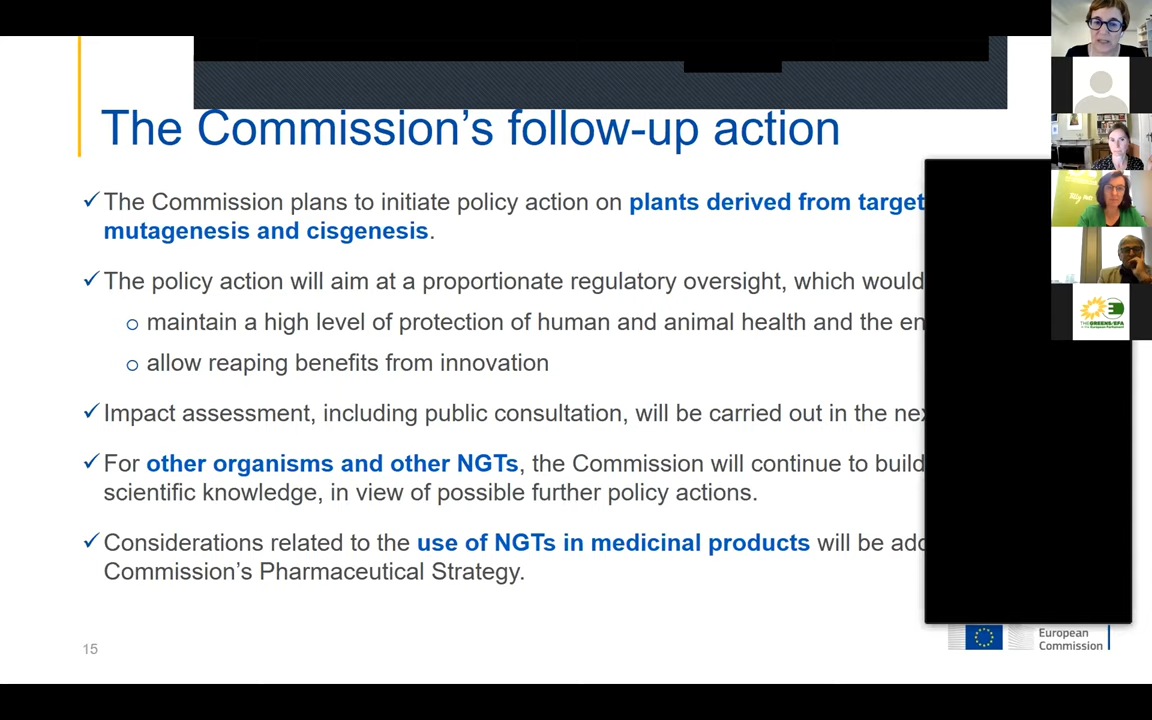 The Commission's follow-up action
✓ The Commission plans to initiate policy action on plants derived from target
mutagenesis and cisgenesis.
✓ The policy action will aim at a proportionate regulatory oversight, which would
o maintain a high level of protection of human and animal health and the en
o allow reaping benefits from innovation
✓ Impact assessment, including public consultation, will be carried out in the ne
✓ For other organisms and other NGTs, the Commission will continue to build
scientific knowledge, in view of possible further policy actions.
✓ Considerations related to the use of NGTs in medicinal products will be add
Commission's Pharmaceutical Strategy.
15
European
Commission
THE GREENS/EFA